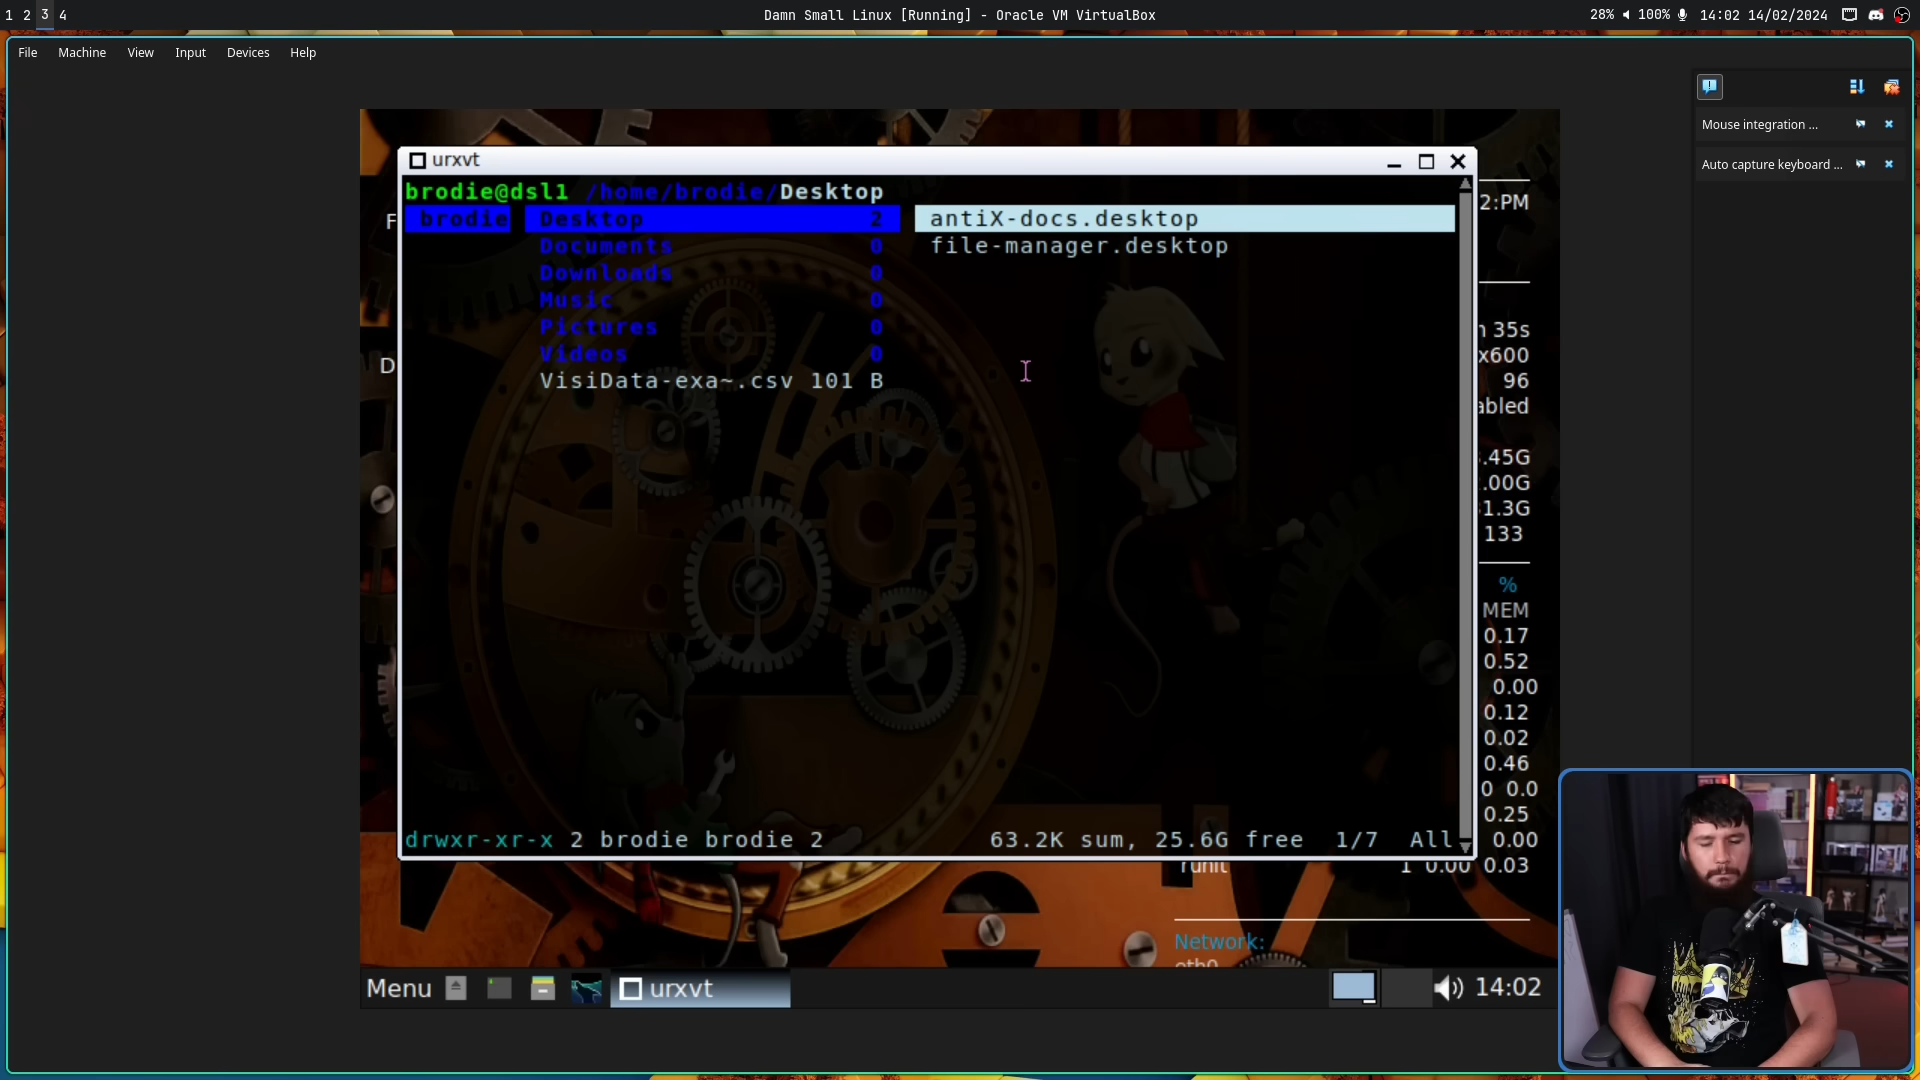 1 2 3 4
Damn Small Linux [Running] - Oracle VM VirtualBox
28% 100% 14:02 14/02/2024
File Machine View Input Devices Help
Mouse integration ...
Auto capture keyboard ...
urxvt
brodie@dsl1 /home/brodie/Desktop
brodie Desktop 2 antiX-docs.desktop
Documents 0 file-manager.desktop
Downloads 0
Music 0
Pictures 0
Videos 0
VisiData-exa~.csv 101 B
drwxr-xr-x 2 brodie brodie 2 63.2K sum, 25.6G free 1/7 All
F
D
2:PM
35s
x600
96
abled
.45G
.00G
1.3G
133
%
MEM
0.17
0.52
0.00
0.12
0.02
0.46
0 0.0
0.25
0.00
runit 1 0.00 0.03
Network:
eth0
Menu urxvt 14:02